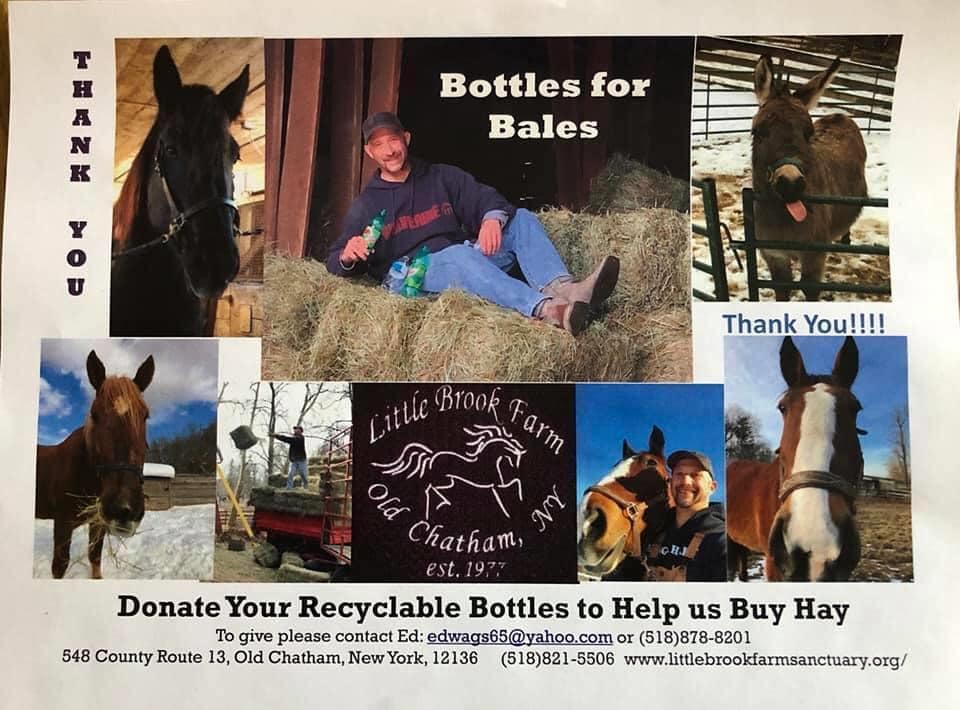 THANK YOU
Bottles for
Bales
Thank You!!!!
Little Brook Farm
Old Chatham, NY
est. 1977
Donate Your Recyclable Bottles to Help us Buy Hay
To give please contact Ed: edwags65@yahoo.com or (518)878-8201
548 County Route 13, Old Chatham, New York, 12136 (518)821-5506 www.littlebrookfarmsanctuary.org/